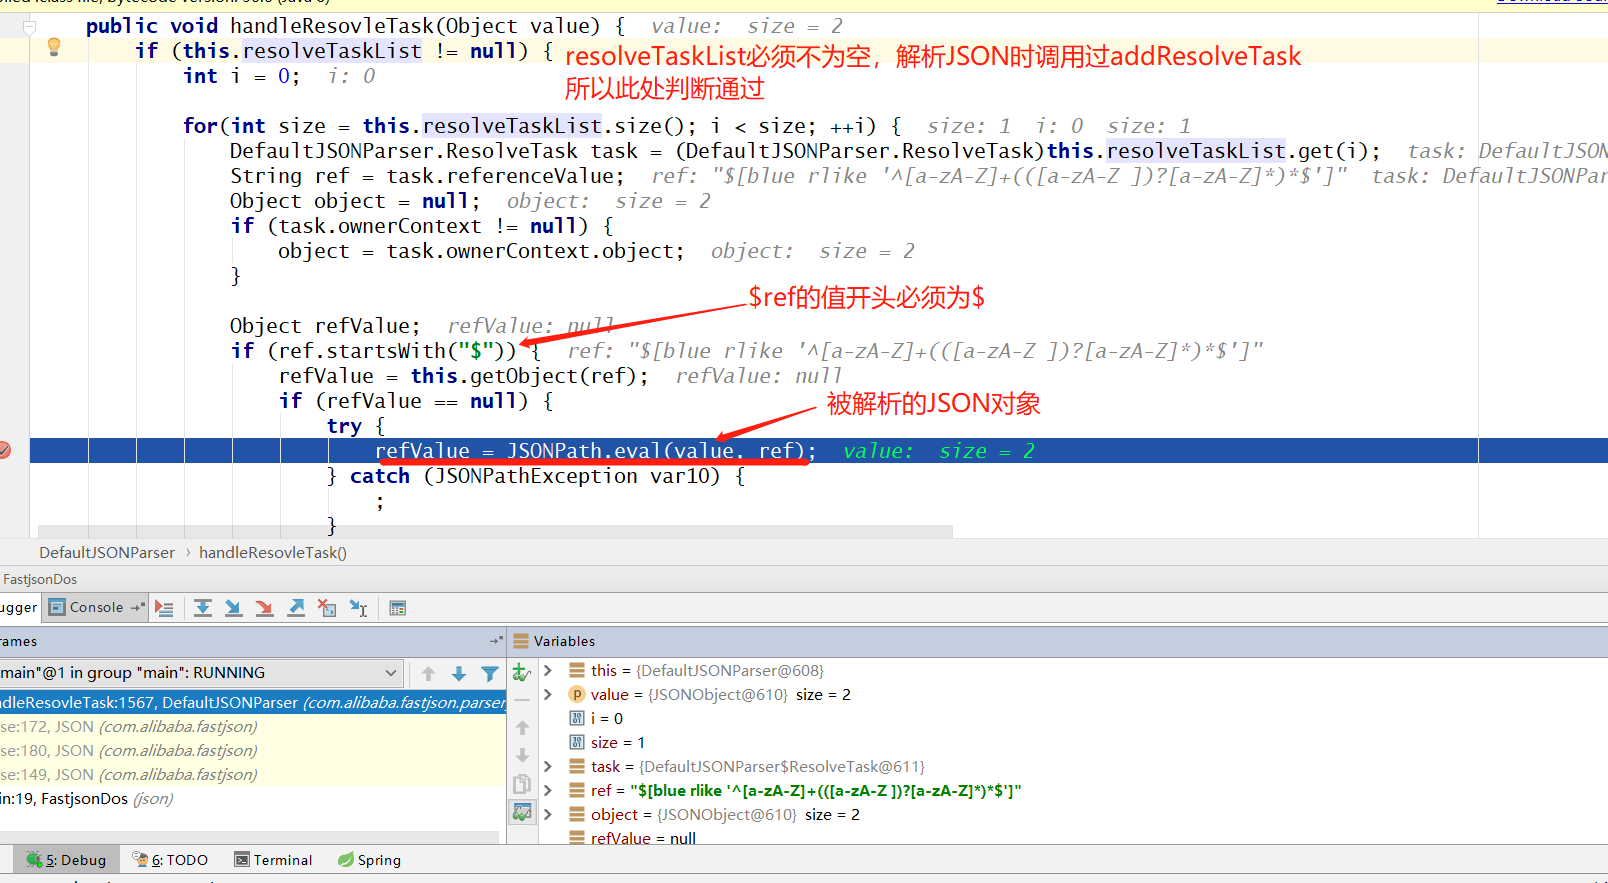 public void handleResovleTask(Object value) {  value:  size = 2
if (this.resolveTaskList != null) {
resolveTaskList必须不为空，解析JSON时调用过addResolveTask
所以此处判断通过
int i = 0;  i: 0
for(int size = this.resolveTaskList.size(); i < size; ++i) {  size: 1  i: 0  size: 1
DefaultJSONParser.ResolveTask task = (DefaultJSONParser.ResolveTask)this.resolveTaskList.get(i);  task: DefaultJSON
String ref = task.referenceValue;  ref: "$[blue rlike '^[a-zA-Z]+(([a-zA-Z ])?[a-zA-Z]*)*$']"  task: DefaultJSONPar
Object object = null;  object:  size = 2
if (task.ownerContext != null) {
object = task.ownerContext.object;  object:  size = 2
}
$ref的值开头必须为$
Object refValue;  refValue: null
if (ref.startsWith("$")) {  ref: "$[blue rlike '^[a-zA-Z]+(([a-zA-Z ])?[a-zA-Z]*)*$']"
refValue = this.getObject(ref);  refValue: null
if (refValue == null) {
被解析的JSON对象
try {
refValue = JSONPath.eval(value, ref);  value:  size = 2
} catch (JSONPathException var10) {
;
}
DefaultJSONParser › handleResovleTask()
FastjsonDos
ugger
Console
rames
Variables
main"@1 in group "main": RUNNING
dleResovleTask:1567, DefaultJSONParser (com.alibaba.fastjson.parser
se:172, JSON (com.alibaba.fastjson)
se:180, JSON (com.alibaba.fastjson)
se:149, JSON (com.alibaba.fastjson)
in:19, FastjsonDos (json)
this = {DefaultJSONParser@608}
value = {JSONObject@610}  size = 2
i = 0
size = 1
task = {DefaultJSONParser$ResolveTask@611}
ref = "$[blue rlike '^[a-zA-Z]+(([a-zA-Z ])?[a-zA-Z]*)*$']"
object = {JSONObject@610}  size = 2
refValue = null
5: Debug
6: TODO
Terminal
Spring